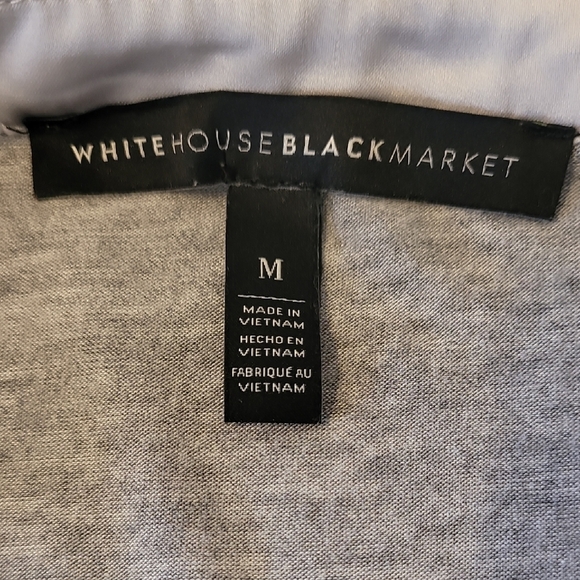 WHITEHOUSEBLACKMARKET
M
MADE IN
VIETNAM
HECHO EN
VIETNAM
FABRIQUÉ AU
VIETNAM